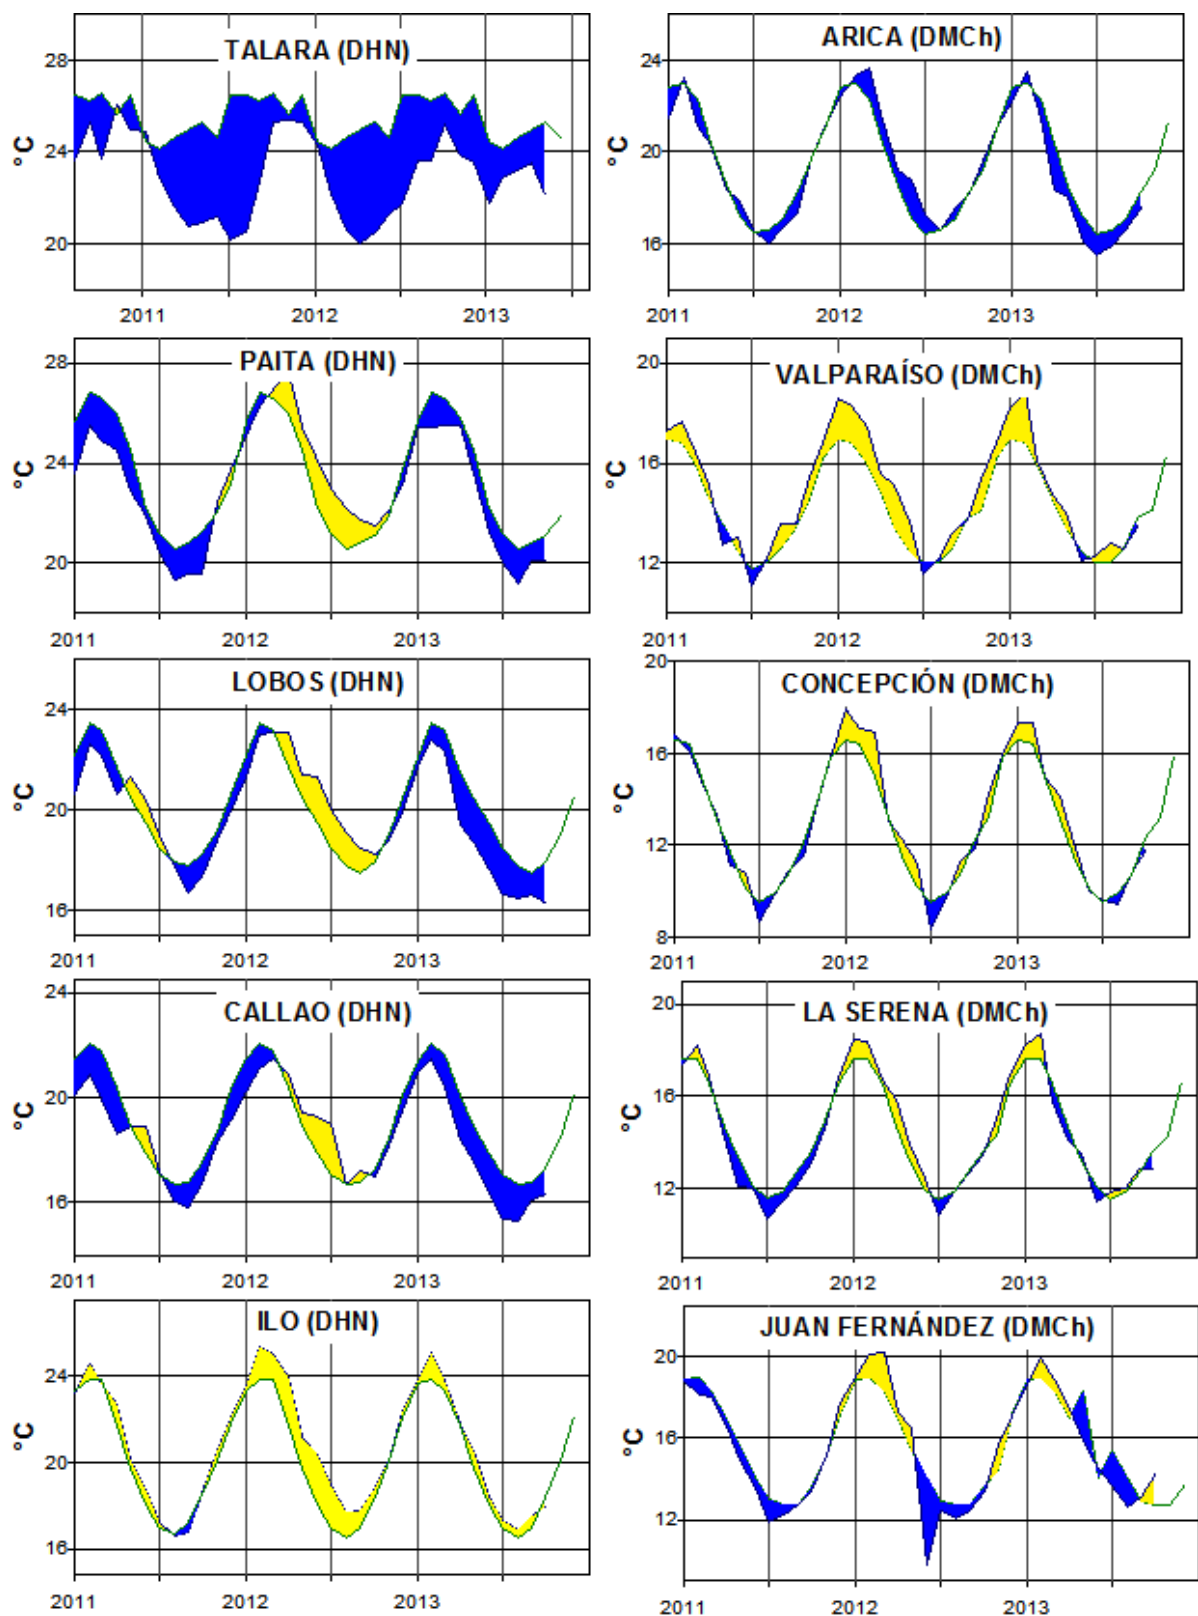 TALARA (DHN)
°C
28
24
20
2011 2012 2013
ARICA (DMCh)
°C
24
20
16
2011 2012 2013
PAITA (DHN)
°C
28
24
20
2011 2012 2013
VALPARAÍSO (DMCh)
°C
20
16
12
2011 2012 2013
LOBOS (DHN)
°C
24
20
16
2011 2012 2013
CONCEPCIÓN (DMCh)
°C
20
16
12
8
2011 2012 2013
CALLAO (DHN)
°C
24
20
16
2011 2012 2013
LA SERENA (DMCh)
°C
20
16
12
2011 2012 2013
ILO (DHN)
°C
24
20
16
2011 2012 2013
JUAN FERNÁNDEZ (DMCh)
°C
20
16
12
2011 2012 2013